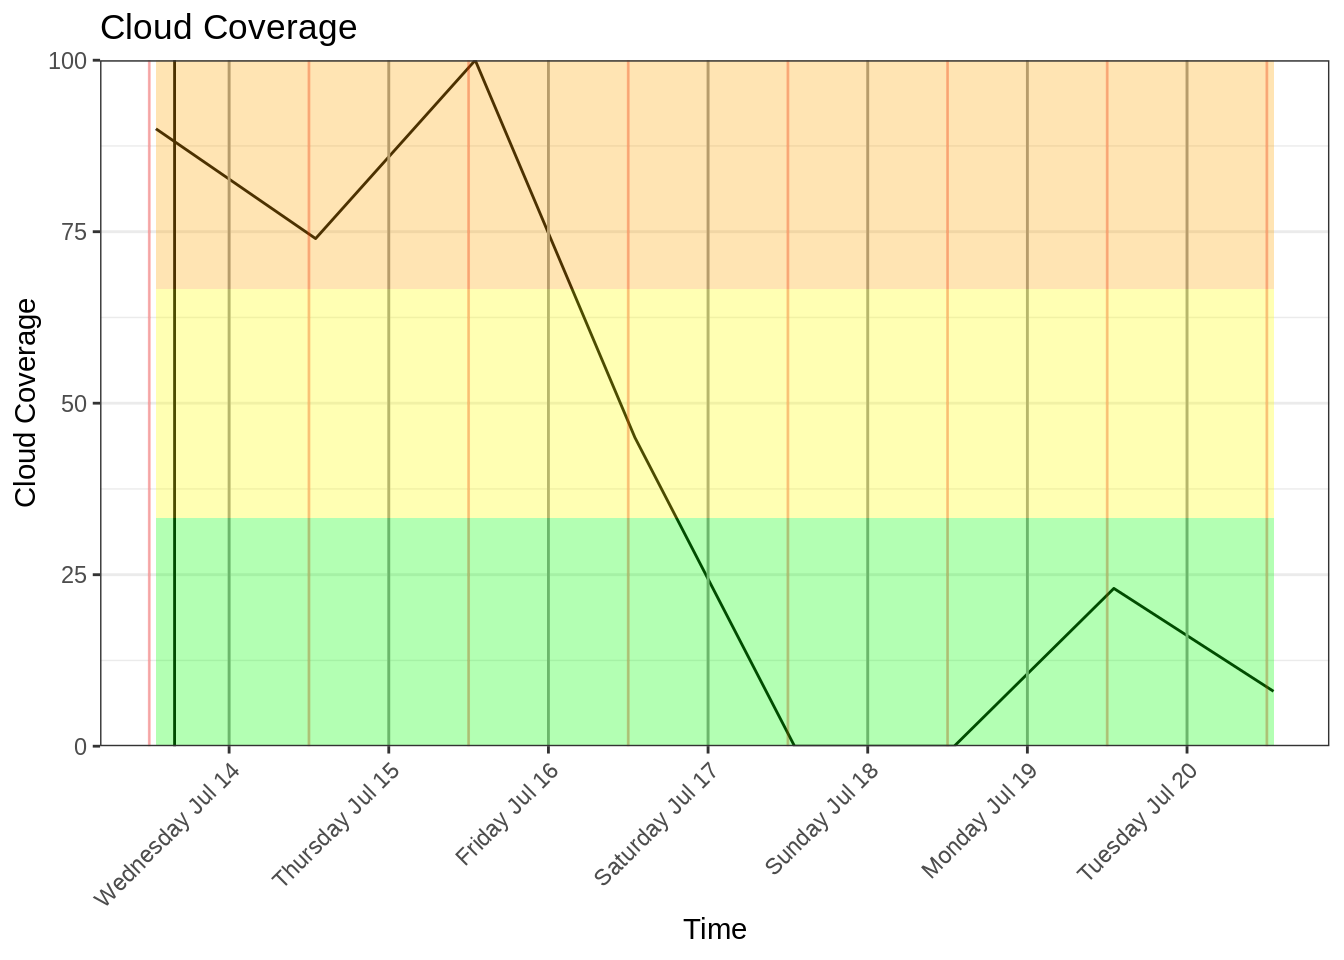 Cloud Coverage
100
75
50
25
0
Cloud Coverage
Wednesday Jul 14
Thursday Jul 15
Friday Jul 16
Saturday Jul 17
Sunday Jul 18
Monday Jul 19
Tuesday Jul 20
Time